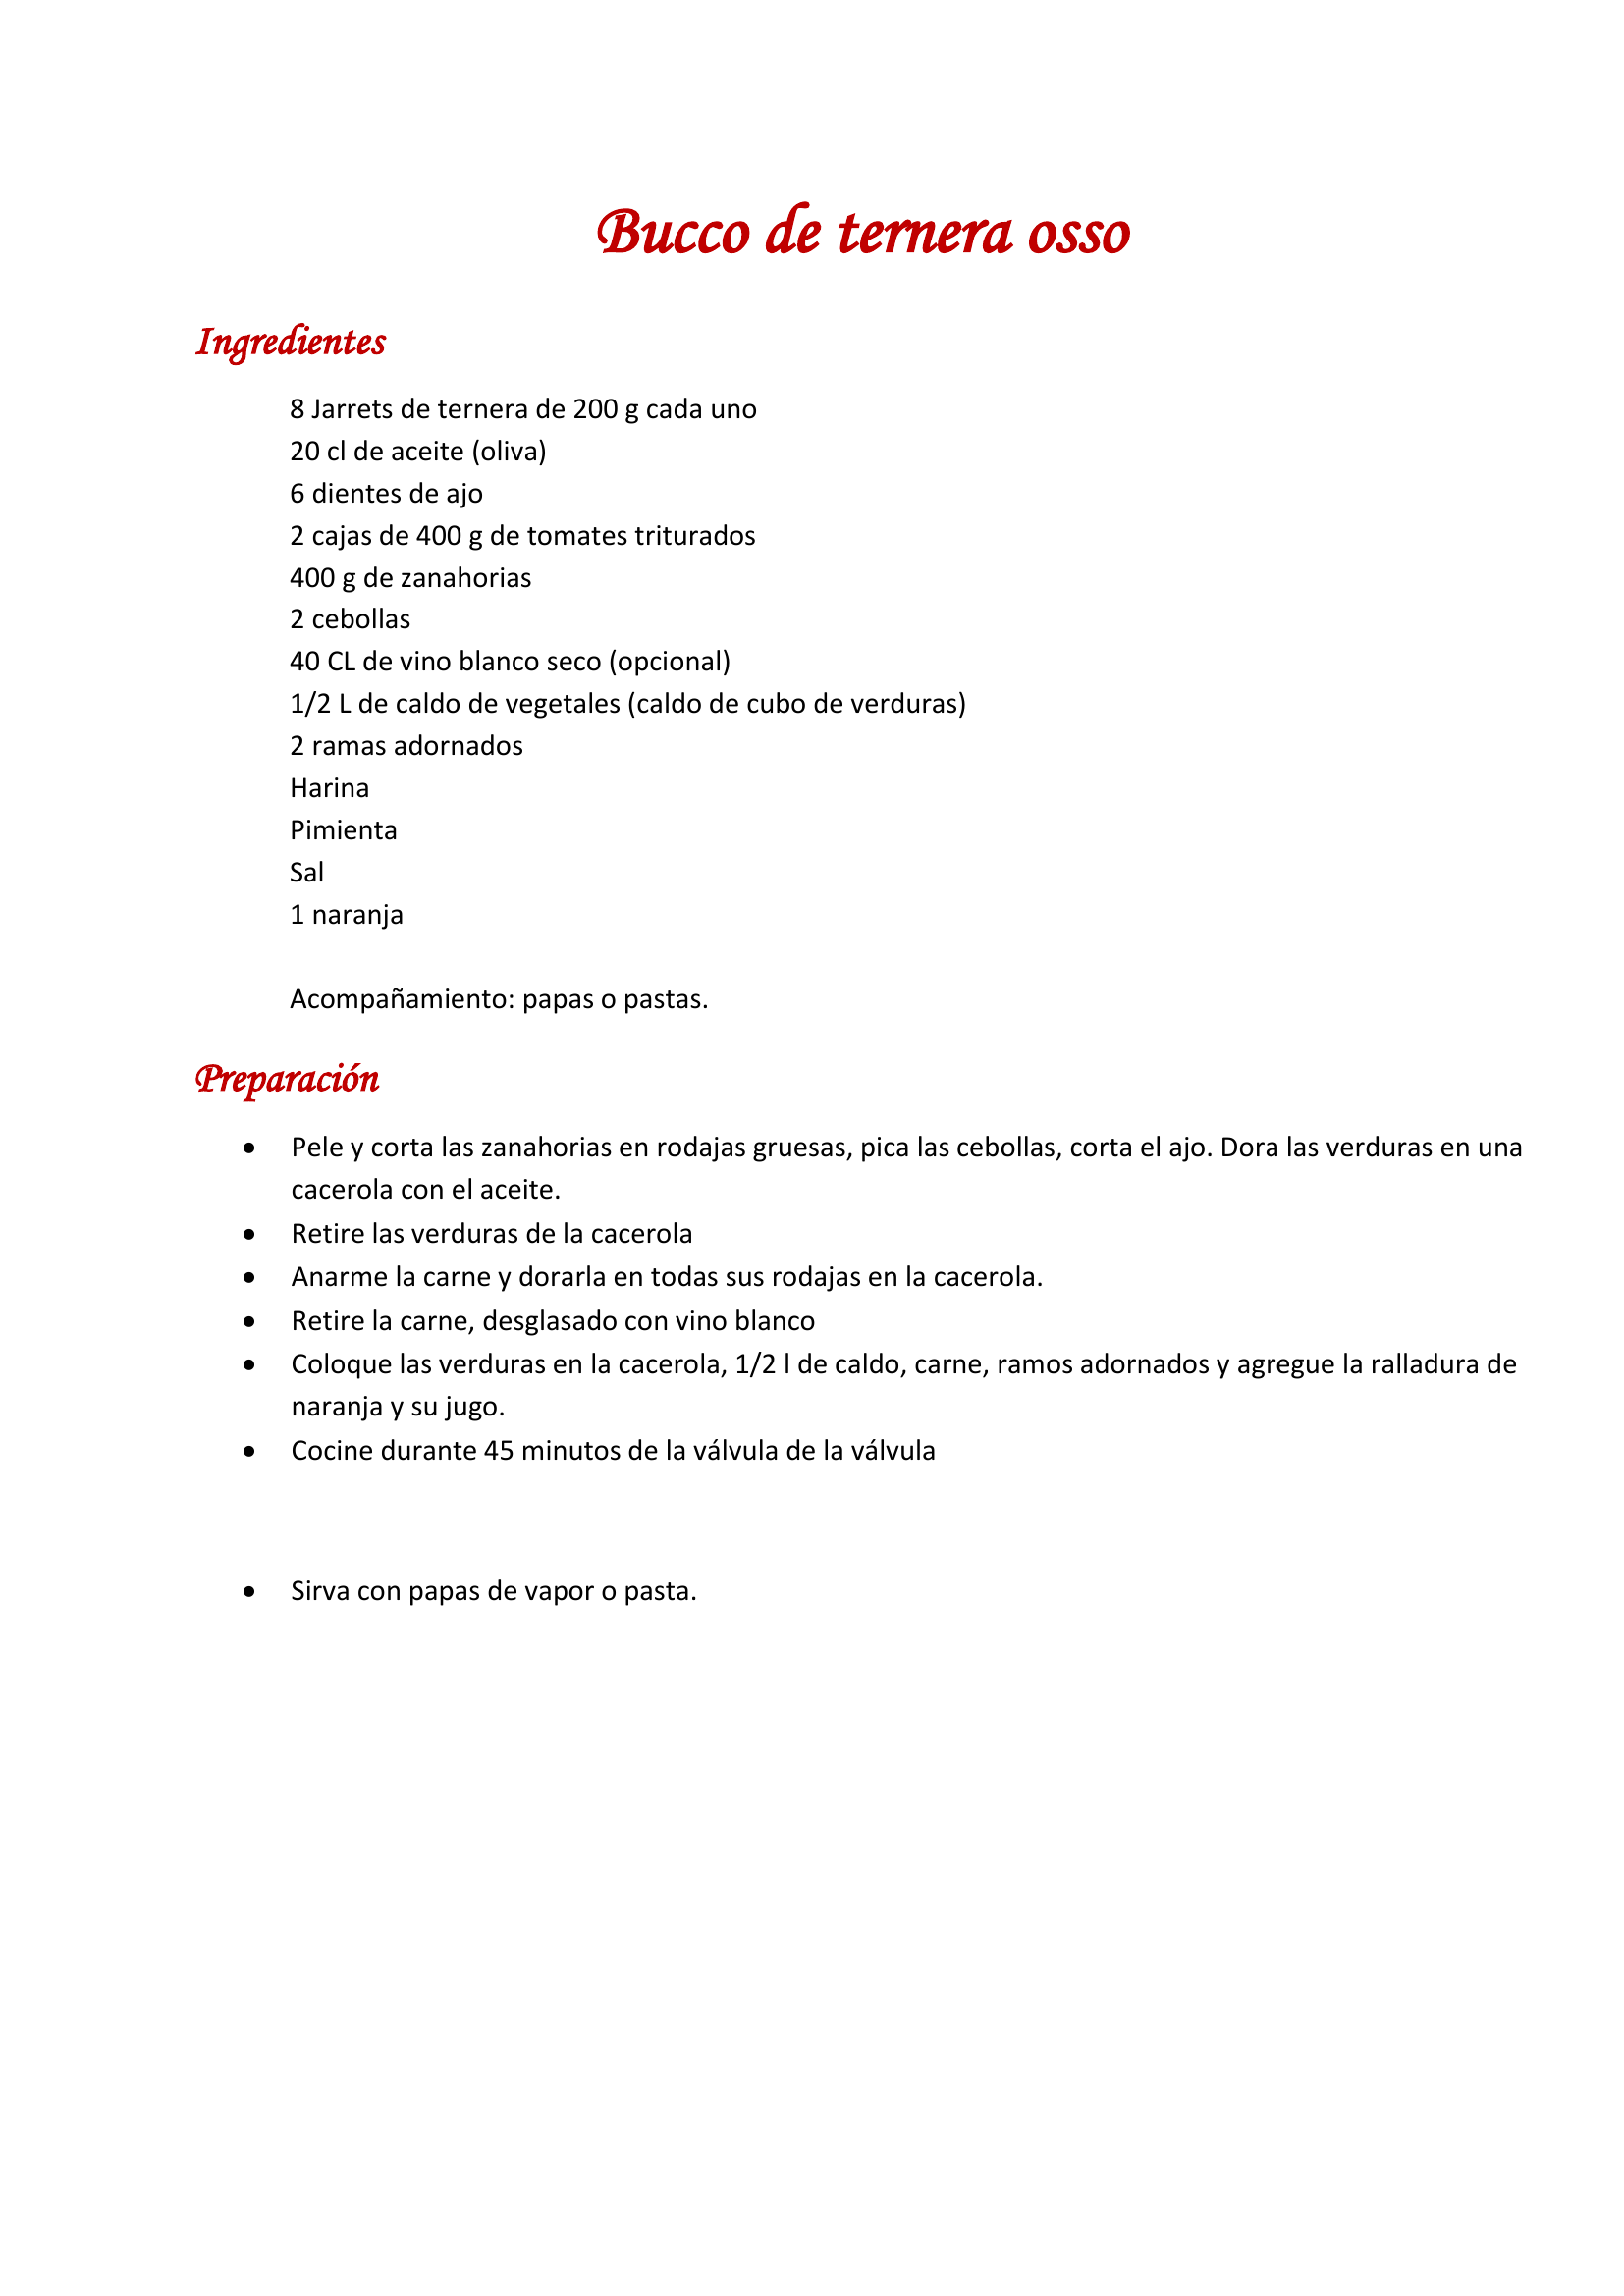 Bucco de ternera osso
Ingredientes
8 Jarrets de ternera de 200 g cada uno
20 cl de aceite (oliva)
6 dientes de ajo
2 cajas de 400 g de tomates triturados
400 g de zanahorias
2 cebollas
40 CL de vino blanco seco (opcional)
1/2 L de caldo de vegetales (caldo de cubo de verduras)
2 ramas adornados
Harina
Pimienta
Sal
1 naranja
Acompañamiento: papas o pastas.
Preparación
• Pele y corta las zanahorias en rodajas gruesas, pica las cebollas, corta el ajo. Dora las verduras en una
cacerola con el aceite.
• Retire las verduras de la cacerola
• Anarme la carne y dorarla en todas sus rodajas en la cacerola.
• Retire la carne, desglasado con vino blanco
• Coloque las verduras en la cacerola, 1/2 l de caldo, carne, ramos adornados y agregue la ralladura de
naranja y su jugo.
• Cocine durante 45 minutos de la válvula de la válvula
• Sirva con papas de vapor o pasta.